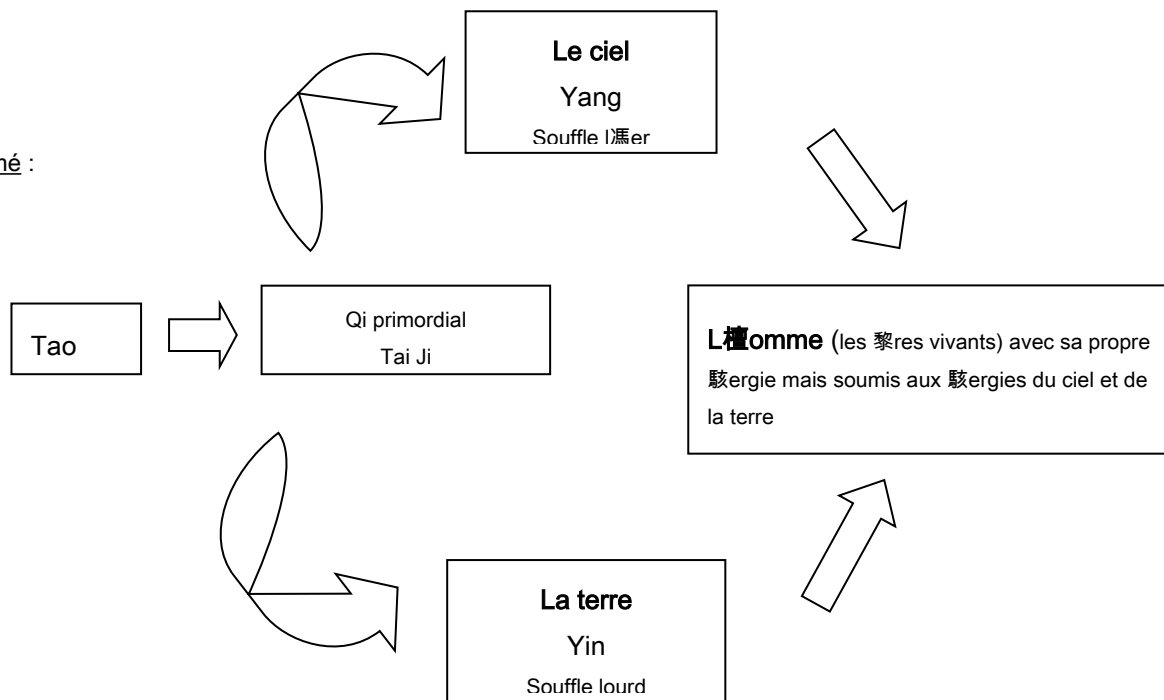 mé :
Le ciel
Yang
Souffle l馮er
Tao
Qi primordial
Tai Ji
L檀omme (les 黎res vivants) avec sa propre
駭ergie mais soumis aux 駭ergies du ciel et de
la terre
La terre
Yin
Souffle lourd